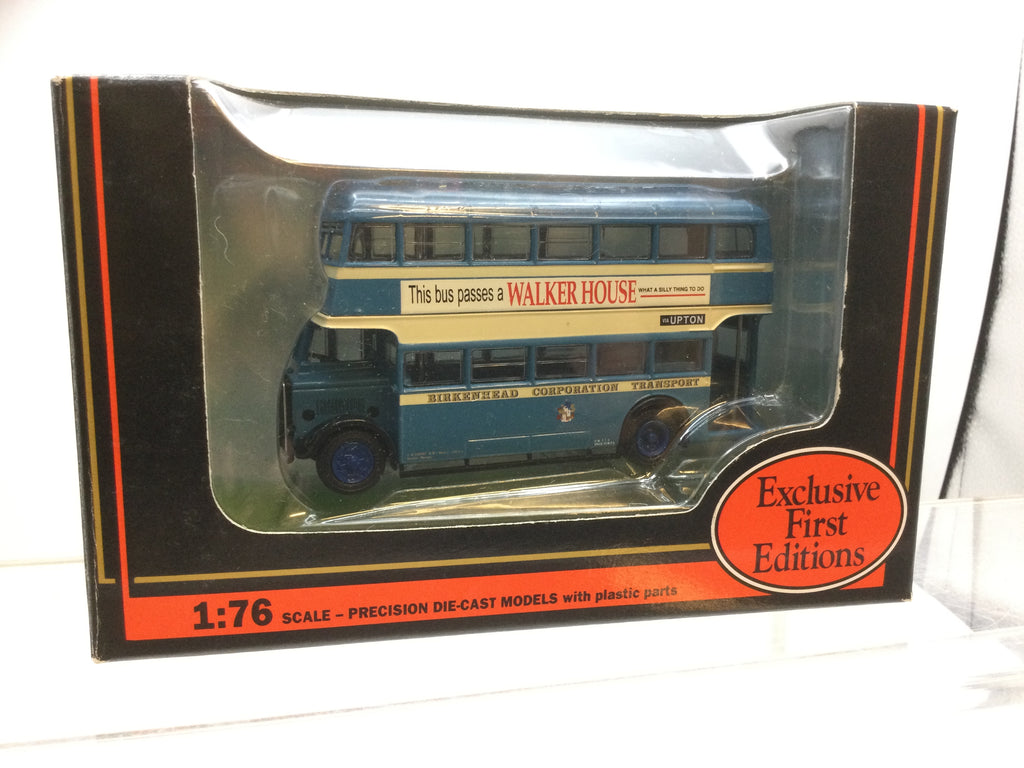 This bus passes a WALKER HOUSE WHAT A SILLY THING TO DO
VIA UPTON
BIRKENHEAD CORPORATION TRANSPORT
Exclusive
First
Editions
1:76 SCALE – PRECISION DIE-CAST MODELS with plastic parts